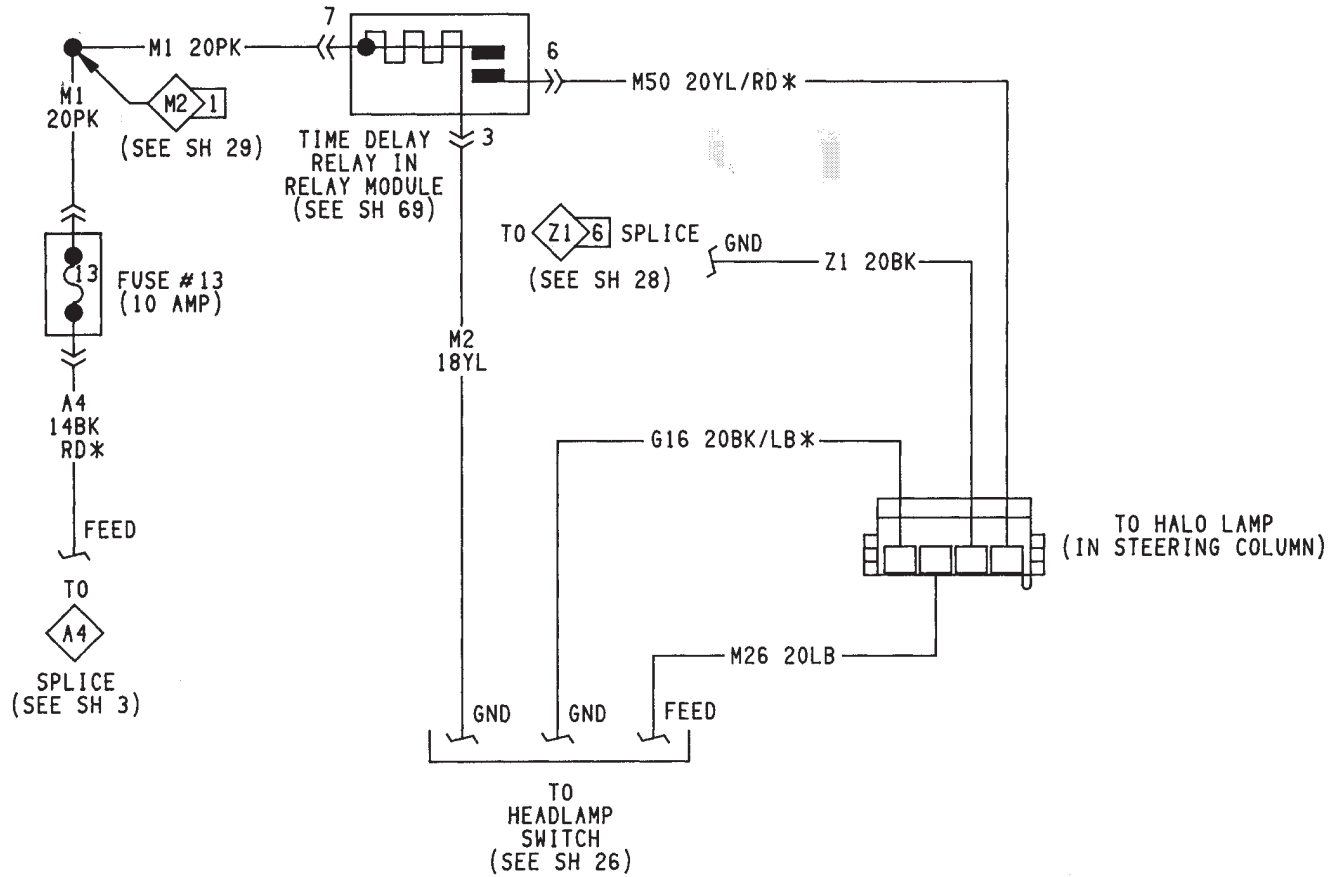 7
M1 20PK
6
M50 20YL/RD*
M1
20PK
M2 1
(SEE SH 29)
3
TIME DELAY
RELAY IN
RELAY MODULE
(SEE SH 69)
TO Z1 6 SPLICE
(SEE SH 28)
GND
Z1 20BK
13
FUSE #13
(10 AMP)
M2
18YL
A4
14BK
RD*
G16 20BK/LB*
FEED
TO
A4
SPLICE
(SEE SH 3)
TO HALO LAMP
(IN STEERING COLUMN)
M26 20LB
GND
GND
FEED
TO
HEADLAMP
SWITCH
(SEE SH 26)